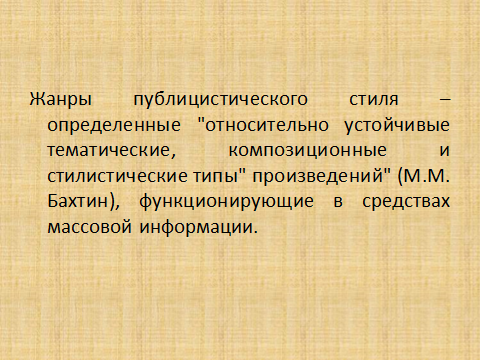 Жанры публицистического стиля –
определенные "относительно устойчивые
тематические, композиционные и
стилистические типы" произведений" (М.М.
Бахтин), функционирующие в средствах
массовой информации.